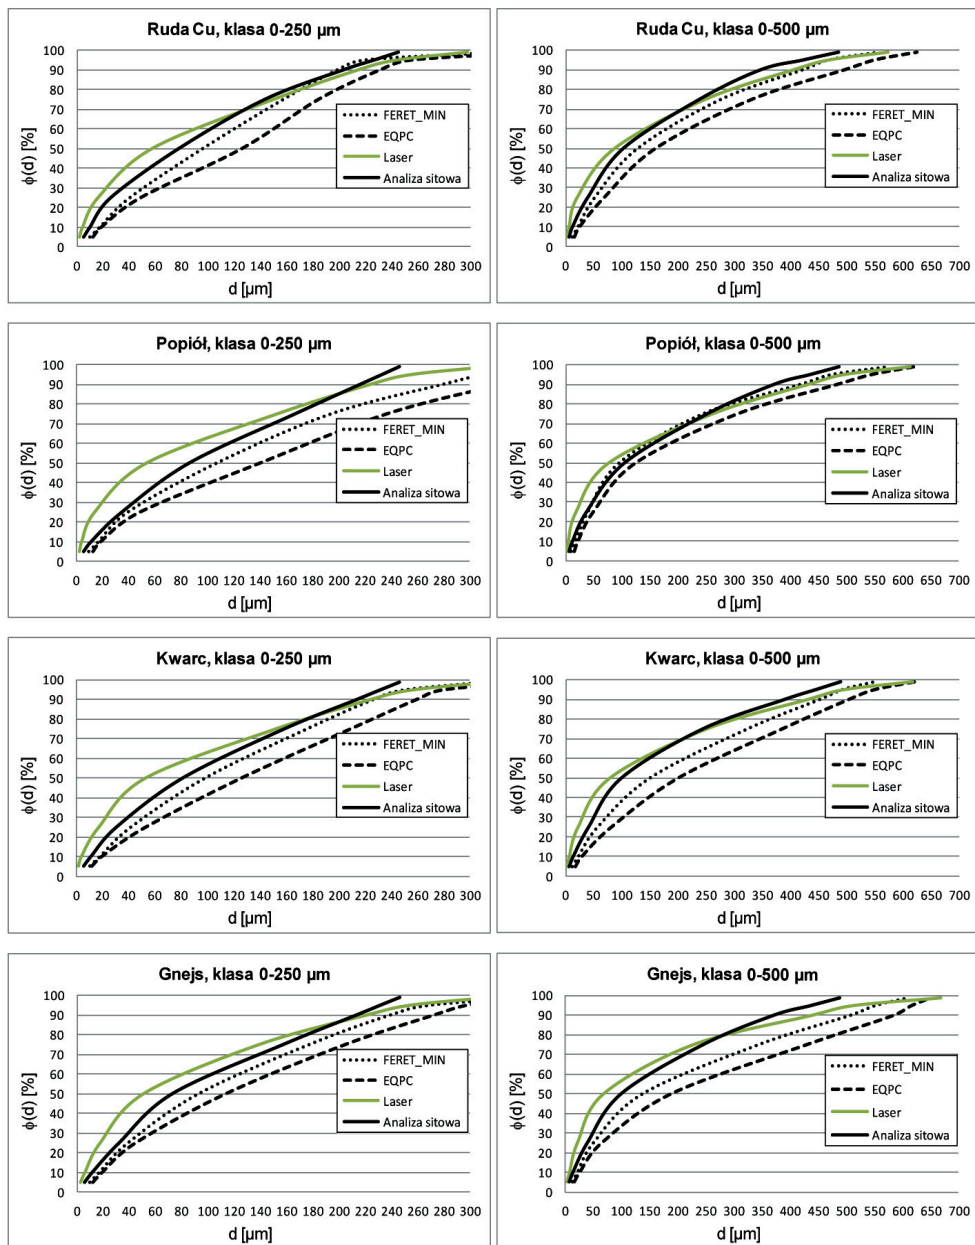 Ruda Cu, klasa 0-250 µm
ϕ(d) [%]
100
90
80
70
60
50
40
30
20
10
0
FERET_MIN
EQPC
Laser
Analiza sitowa
0 20 40 60 80 100 120 140 160 180 200 220 240 260 280 300
d [µm]
Ruda Cu, klasa 0-500 µm
ϕ(d) [%]
100
90
80
70
60
50
40
30
20
10
0
FERET_MIN
EQPC
Laser
Analiza sitowa
0 50 100 150 200 250 300 350 400 450 500 550 600 650 700
d [µm]
Popiół, klasa 0-250 µm
ϕ(d) [%]
100
90
80
70
60
50
40
30
20
10
0
FERET_MIN
EQPC
Laser
Analiza sitowa
0 20 40 60 80 100 120 140 160 180 200 220 240 260 280 300
d [µm]
Popiół, klasa 0-500 µm
ϕ(d) [%]
100
90
80
70
60
50
40
30
20
10
0
FERET_MIN
EQPC
Laser
Analiza sitowa
0 50 100 150 200 250 300 350 400 450 500 550 600 650 700
d [µm]
Kwarc, klasa 0-250 µm
ϕ(d) [%]
100
90
80
70
60
50
40
30
20
10
0
FERET_MIN
EQPC
Laser
Analiza sitowa
0 20 40 60 80 100 120 140 160 180 200 220 240 260 280 300
d [µm]
Kwarc, klasa 0-500 µm
ϕ(d) [%]
100
90
80
70
60
50
40
30
20
10
0
FERET_MIN
EQPC
Laser
Analiza sitowa
0 50 100 150 200 250 300 350 400 450 500 550 600 650 700
d [µm]
Gnejs, klasa 0-250 µm
ϕ(d) [%]
100
90
80
70
60
50
40
30
20
10
0
FERET_MIN
EQPC
Laser
Analiza sitowa
0 20 40 60 80 100 120 140 160 180 200 220 240 260 280 300
d [µm]
Gnejs, klasa 0-500 µm
ϕ(d) [%]
100
90
80
70
60
50
40
30
20
10
0
FERET_MIN
EQPC
Laser
Analiza sitowa
0 50 100 150 200 250 300 350 400 450 500 550 600 650 700
d [µm]